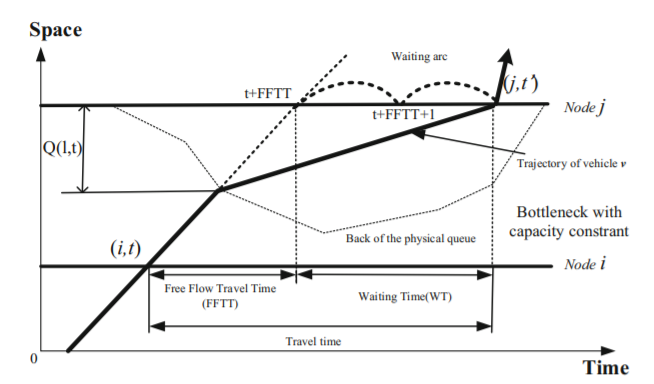 Space
Waiting arc
(j,t')
t+FFTT
Node j
t+FFTT+1
Q(l,t)
Trajectory of vehicle v
Bottleneck with
capacity constrant
(i,t)
Back of the physical queue
Node i
Free Flow Travel Time
(FFTT)
Waiting Time(WT)
Travel time
0
Time